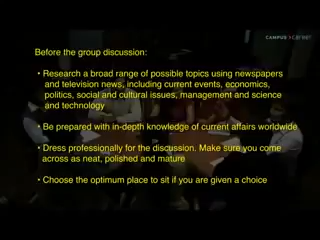 CAMPUS
Before the group discussion:
• Research a broad range of possible topics using newspapers
and television news, including current events, economics,
politics, social and cultural issues, management and science
and technology
• Be prepared with in-depth knowledge of current affairs worldwide
• Dress professionally for the discussion. Make sure you come
across as neat, polished and mature
• Choose the optimum place to sit if you are given a choice